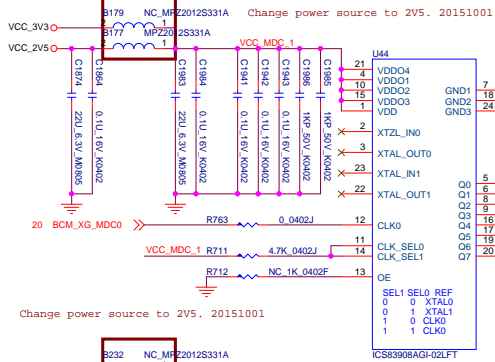 B179 NC_MPZ2012S331A Change power source to 2V5. 20151001
VCC_3V3 2 1
B177 MPZ2012S331A
VCC_2V5 2 1 VCC_MDC_1
U44
C1874 22U_6.3V_M0805
C1864 0.1U_16V_K0402
C1983 22U_6.3V_M0805
C1984 0.1U_16V_K0402
C1941 0.1U_16V_K0402
C1942 0.1U_16V_K0402
C1943 0.1U_16V_K0402
C1986 1KP_50V_K0402
C1985 1KP_50V_K0402
21 VDDO4
4 VDDO1 GND1 7
10 VDDO2 GND2 18
15 VDDO3 GND3 24
1 VDD
2 XTZL_IN0
3 XTAL_OUT0
23 XTAL_IN1
22 XTAL_OUT1
Q0 5
Q1 6
Q2 8
Q3 9
Q4 16
Q5 17
Q6 19
Q7 20
20 BCM_XG_MDC0 R763 0_0402J 12 CLK0
VCC_MDC_1 R711 4.7K_0402J 11 CLK_SEL0
14 CLK_SEL1
R712 NC_1K_0402F 13 OE
SEL1 SEL0 REF
0 0 XTAL0
0 1 XTAL1
1 0 CLK0
1 1 CLK0
Change power source to 2V5. 20151001
B232 NC_MPZ2012S331A
ICS83908AGI-02LFT